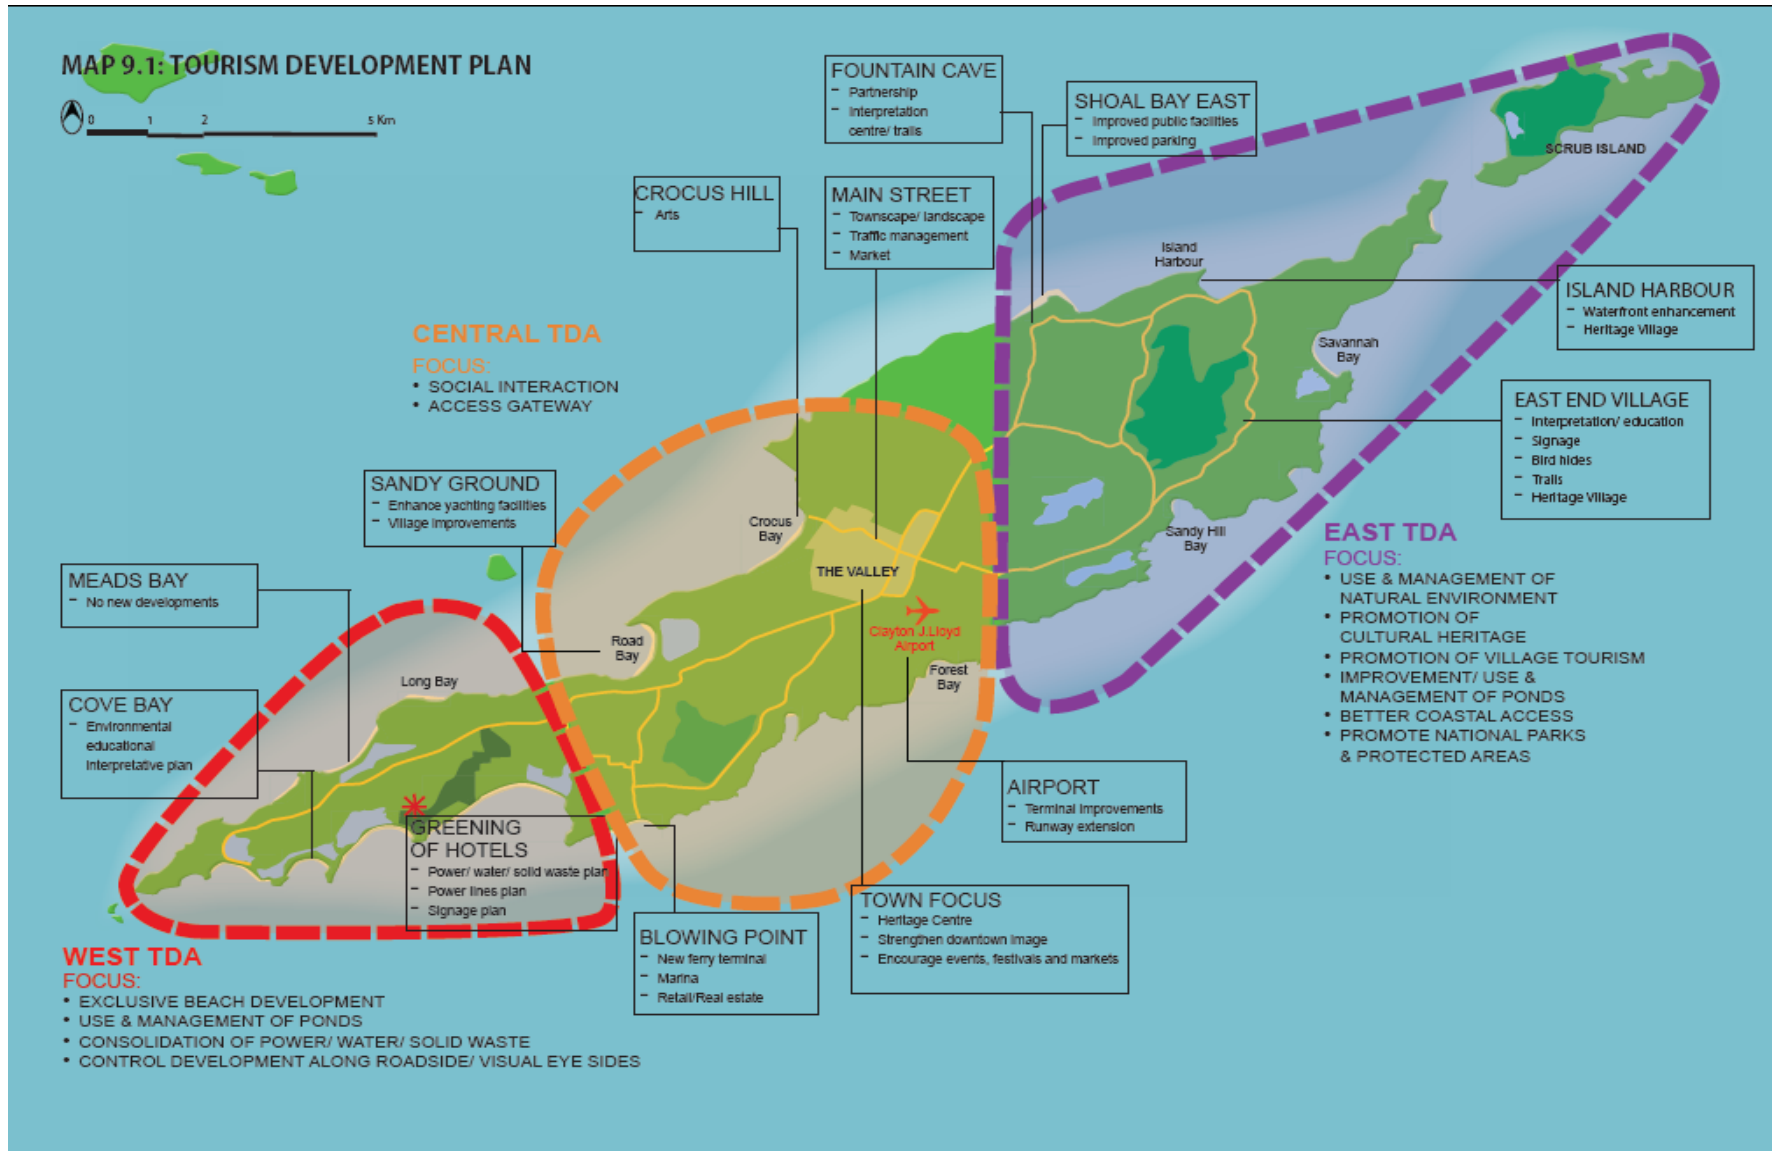 MAP 9.1: TOURISM DEVELOPMENT PLAN
0 1 2 5 Km
FOUNTAIN CAVE
- Partnership
- Interpretation
centre/ trails
SHOAL BAY EAST
- Improved public facilities
- Improved parking
SCRUB ISLAND
CROCUS HILL
- Arts
MAIN STREET
- Townscape/ landscape
- Traffic management
- Market
Island
Harbour
ISLAND HARBOUR
- Waterfront enhancement
- Heritage Village
CENTRAL TDA
FOCUS:
• SOCIAL INTERACTION
• ACCESS GATEWAY
Savannah
Bay
EAST END VILLAGE
- Interpretation/ education
- Signage
- Bird hides
- Trails
- Heritage Village
SANDY GROUND
- Enhance yachting facilities
- Village improvements
Crocus
Bay
Sandy Hill
Bay
THE VALLEY
EAST TDA
FOCUS:
• USE & MANAGEMENT OF
NATURAL ENVIRONMENT
• PROMOTION OF
CULTURAL HERITAGE
• PROMOTION OF VILLAGE TOURISM
• IMPROVEMENT/ USE &
MANAGEMENT OF PONDS
• BETTER COASTAL ACCESS
• PROMOTE NATIONAL PARKS
& PROTECTED AREAS
MEADS BAY
- No new developments
Clayton J.Lloyd
Airport
Road
Bay
Forest
Bay
Long Bay
COVE BAY
- Environmental
educational
interpretative plan
AIRPORT
- Terminal improvements
- Runway extension
GREENING
OF HOTELS
- Power/ water/ solid waste plan
- Power lines plan
- Signage plan
TOWN FOCUS
- Heritage Centre
- Strengthen downtown image
- Encourage events, festivals and markets
BLOWING POINT
- New ferry terminal
- Marina
- Retail/Real estate
WEST TDA
FOCUS:
• EXCLUSIVE BEACH DEVELOPMENT
• USE & MANAGEMENT OF PONDS
• CONSOLIDATION OF POWER/ WATER/ SOLID WASTE
• CONTROL DEVELOPMENT ALONG ROADSIDE/ VISUAL EYE SIDES